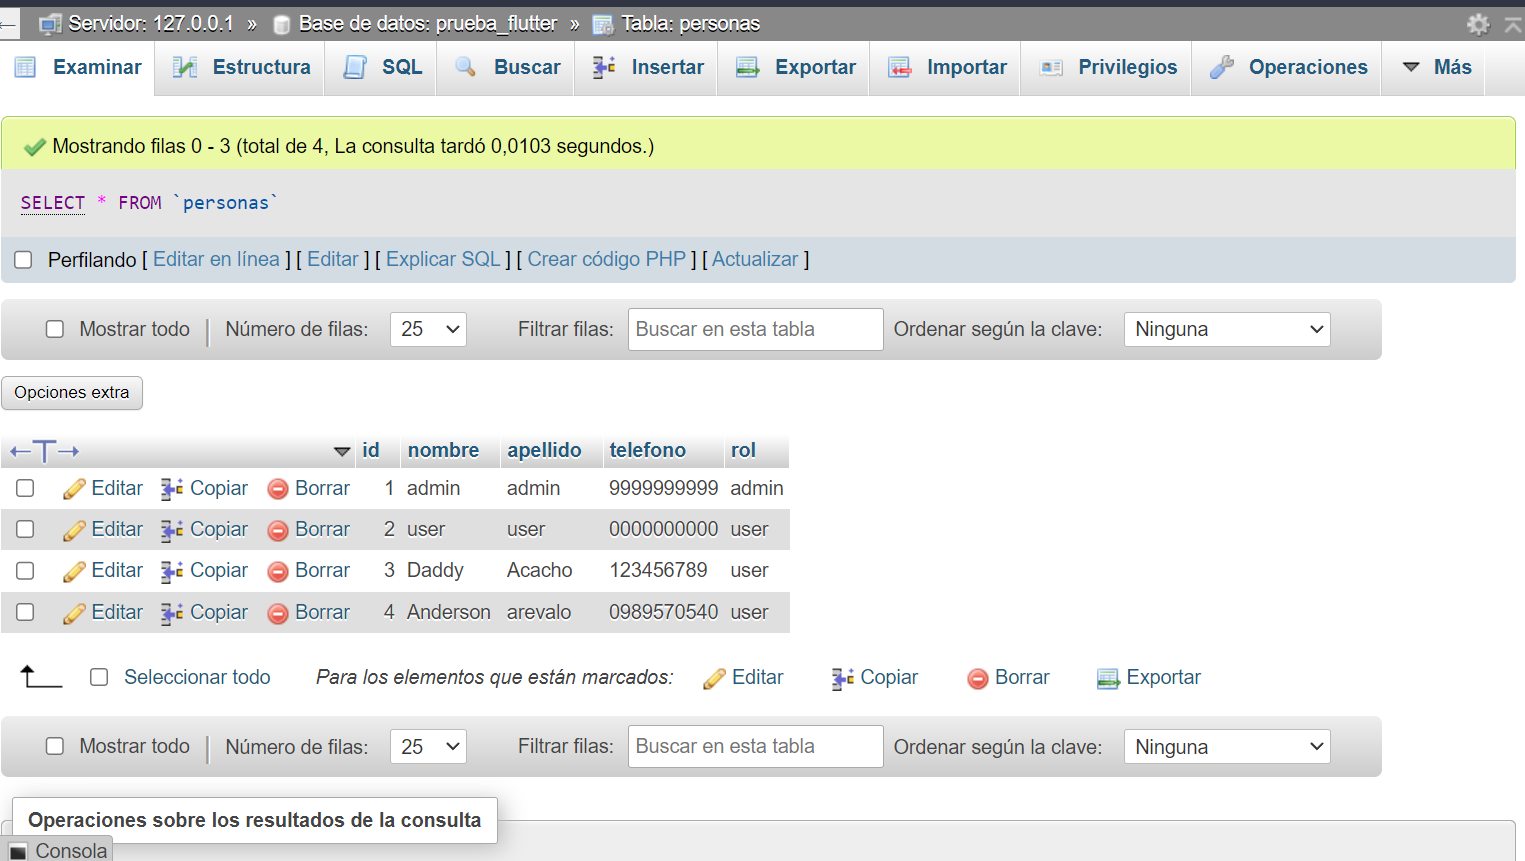 Servidor: 127.0.0.1 » Base de datos: prueba_flutter » Tabla: personas
Examinar Estructura SQL Buscar Insertar Exportar Importar Privilegios Operaciones Más
Mostrando filas 0 - 3 (total de 4, La consulta tardó 0,0103 segundos.)
SELECT * FROM `personas`
Perfilando [ Editar en línea ] [ Editar ] [ Explicar SQL ] [ Crear código PHP ] [ Actualizar ]
Mostrar todo | Número de filas: 25 Filtrar filas: Buscar en esta tabla Ordenar según la clave: Ninguna
Opciones extra
←T→ id nombre apellido telefono rol
Editar Copiar Borrar 1 admin admin 9999999999 admin
Editar Copiar Borrar 2 user user 0000000000 user
Editar Copiar Borrar 3 Daddy Acacho 123456789 user
Editar Copiar Borrar 4 Anderson arevalo 0989570540 user
Seleccionar todo Para los elementos que están marcados: Editar Copiar Borrar Exportar
Mostrar todo | Número de filas: 25 Filtrar filas: Buscar en esta tabla Ordenar según la clave: Ninguna
Operaciones sobre los resultados de la consulta
Consola